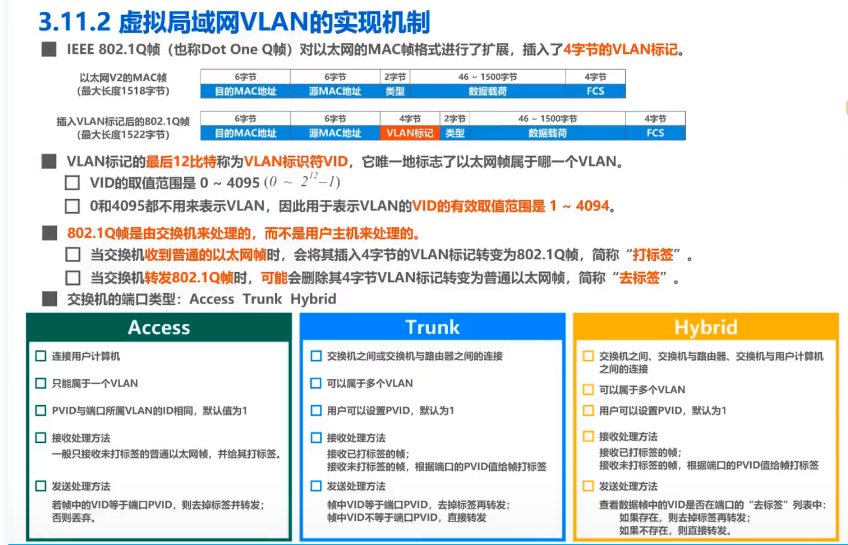 3.11.2 虚拟局域网VLAN的实现机制
IEEE 802.1Q帧（也称Dot One Q帧）对以太网的MAC帧格式进行了扩展，插入了4字节的VLAN标记。
以太网V2的MAC帧
(最大长度1518字节)
6字节 6字节 2字节 46 ~ 1500字节 4字节
目的MAC地址 源MAC地址 类型 数据载荷 FCS
插入VLAN标记后的802.1Q帧
(最大长度1522字节)
6字节 6字节 4字节 2字节 46 ~ 1500字节 4字节
目的MAC地址 源MAC地址 VLAN标记 类型 数据载荷 FCS
VLAN标记的最后12比特称为VLAN标识符VID，它唯一地标志了以太网帧属于哪一个VLAN。
VID的取值范围是 0 ~ 4095 (0 ~ 2^12−1)
0和4095都不用来表示VLAN，因此用于表示VLAN的VID的有效取值范围是 1 ~ 4094。
802.1Q帧是由交换机来处理的，而不是用户主机来处理的。
当交换机收到普通的以太网帧时，会将其插入4字节的VLAN标记转变为802.1Q帧，简称“打标签”。
当交换机转发802.1Q帧时，可能会删除其4字节VLAN标记转变为普通以太网帧，简称“去标签”。
交换机的端口类型：Access Trunk Hybrid
Access
连接用户计算机
只能属于一个VLAN
PVID与端口所属VLAN的ID相同，默认值为1
接收处理方法
一般只接收未打标签的普通以太网帧，并给其打标签。
发送处理方法
若帧中的VID等于端口PVID，则去掉标签并转发；
否则丢弃。
Trunk
交换机之间或交换机与路由器之间的连接
可以属于多个VLAN
用户可以设置PVID，默认为1
接收处理方法
接收已打标签的帧；
接收未打标签的帧，根据端口的PVID值给帧打标签
发送处理方法
帧中VID等于端口PVID，去掉标签再转发；
帧中VID不等于端口PVID，直接转发
Hybrid
交换机之间、交换机与路由器、交换机与用户计算机
之间的连接
可以属于多个VLAN
用户可以设置PVID，默认为1
接收处理方法
接收已打标签的帧；
接收未打标签的帧，根据端口的PVID值给帧打标签
发送处理方法
查看数据帧中的VID是否在端口的“去标签”列表中：
如果存在，则去掉标签再转发；
如果不存在，则直接转发。